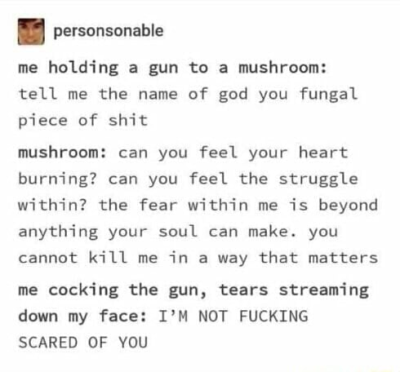 personsonable
me holding a gun to a mushroom:
tell me the name of god you fungal
piece of shit
mushroom: can you feel your heart
burning? can you feel the struggle
within? the fear within me is beyond
anything your soul can make. you
cannot kill me in a way that matters
me cocking the gun, tears streaming
down my face: I'M NOT FUCKING
SCARED OF YOU